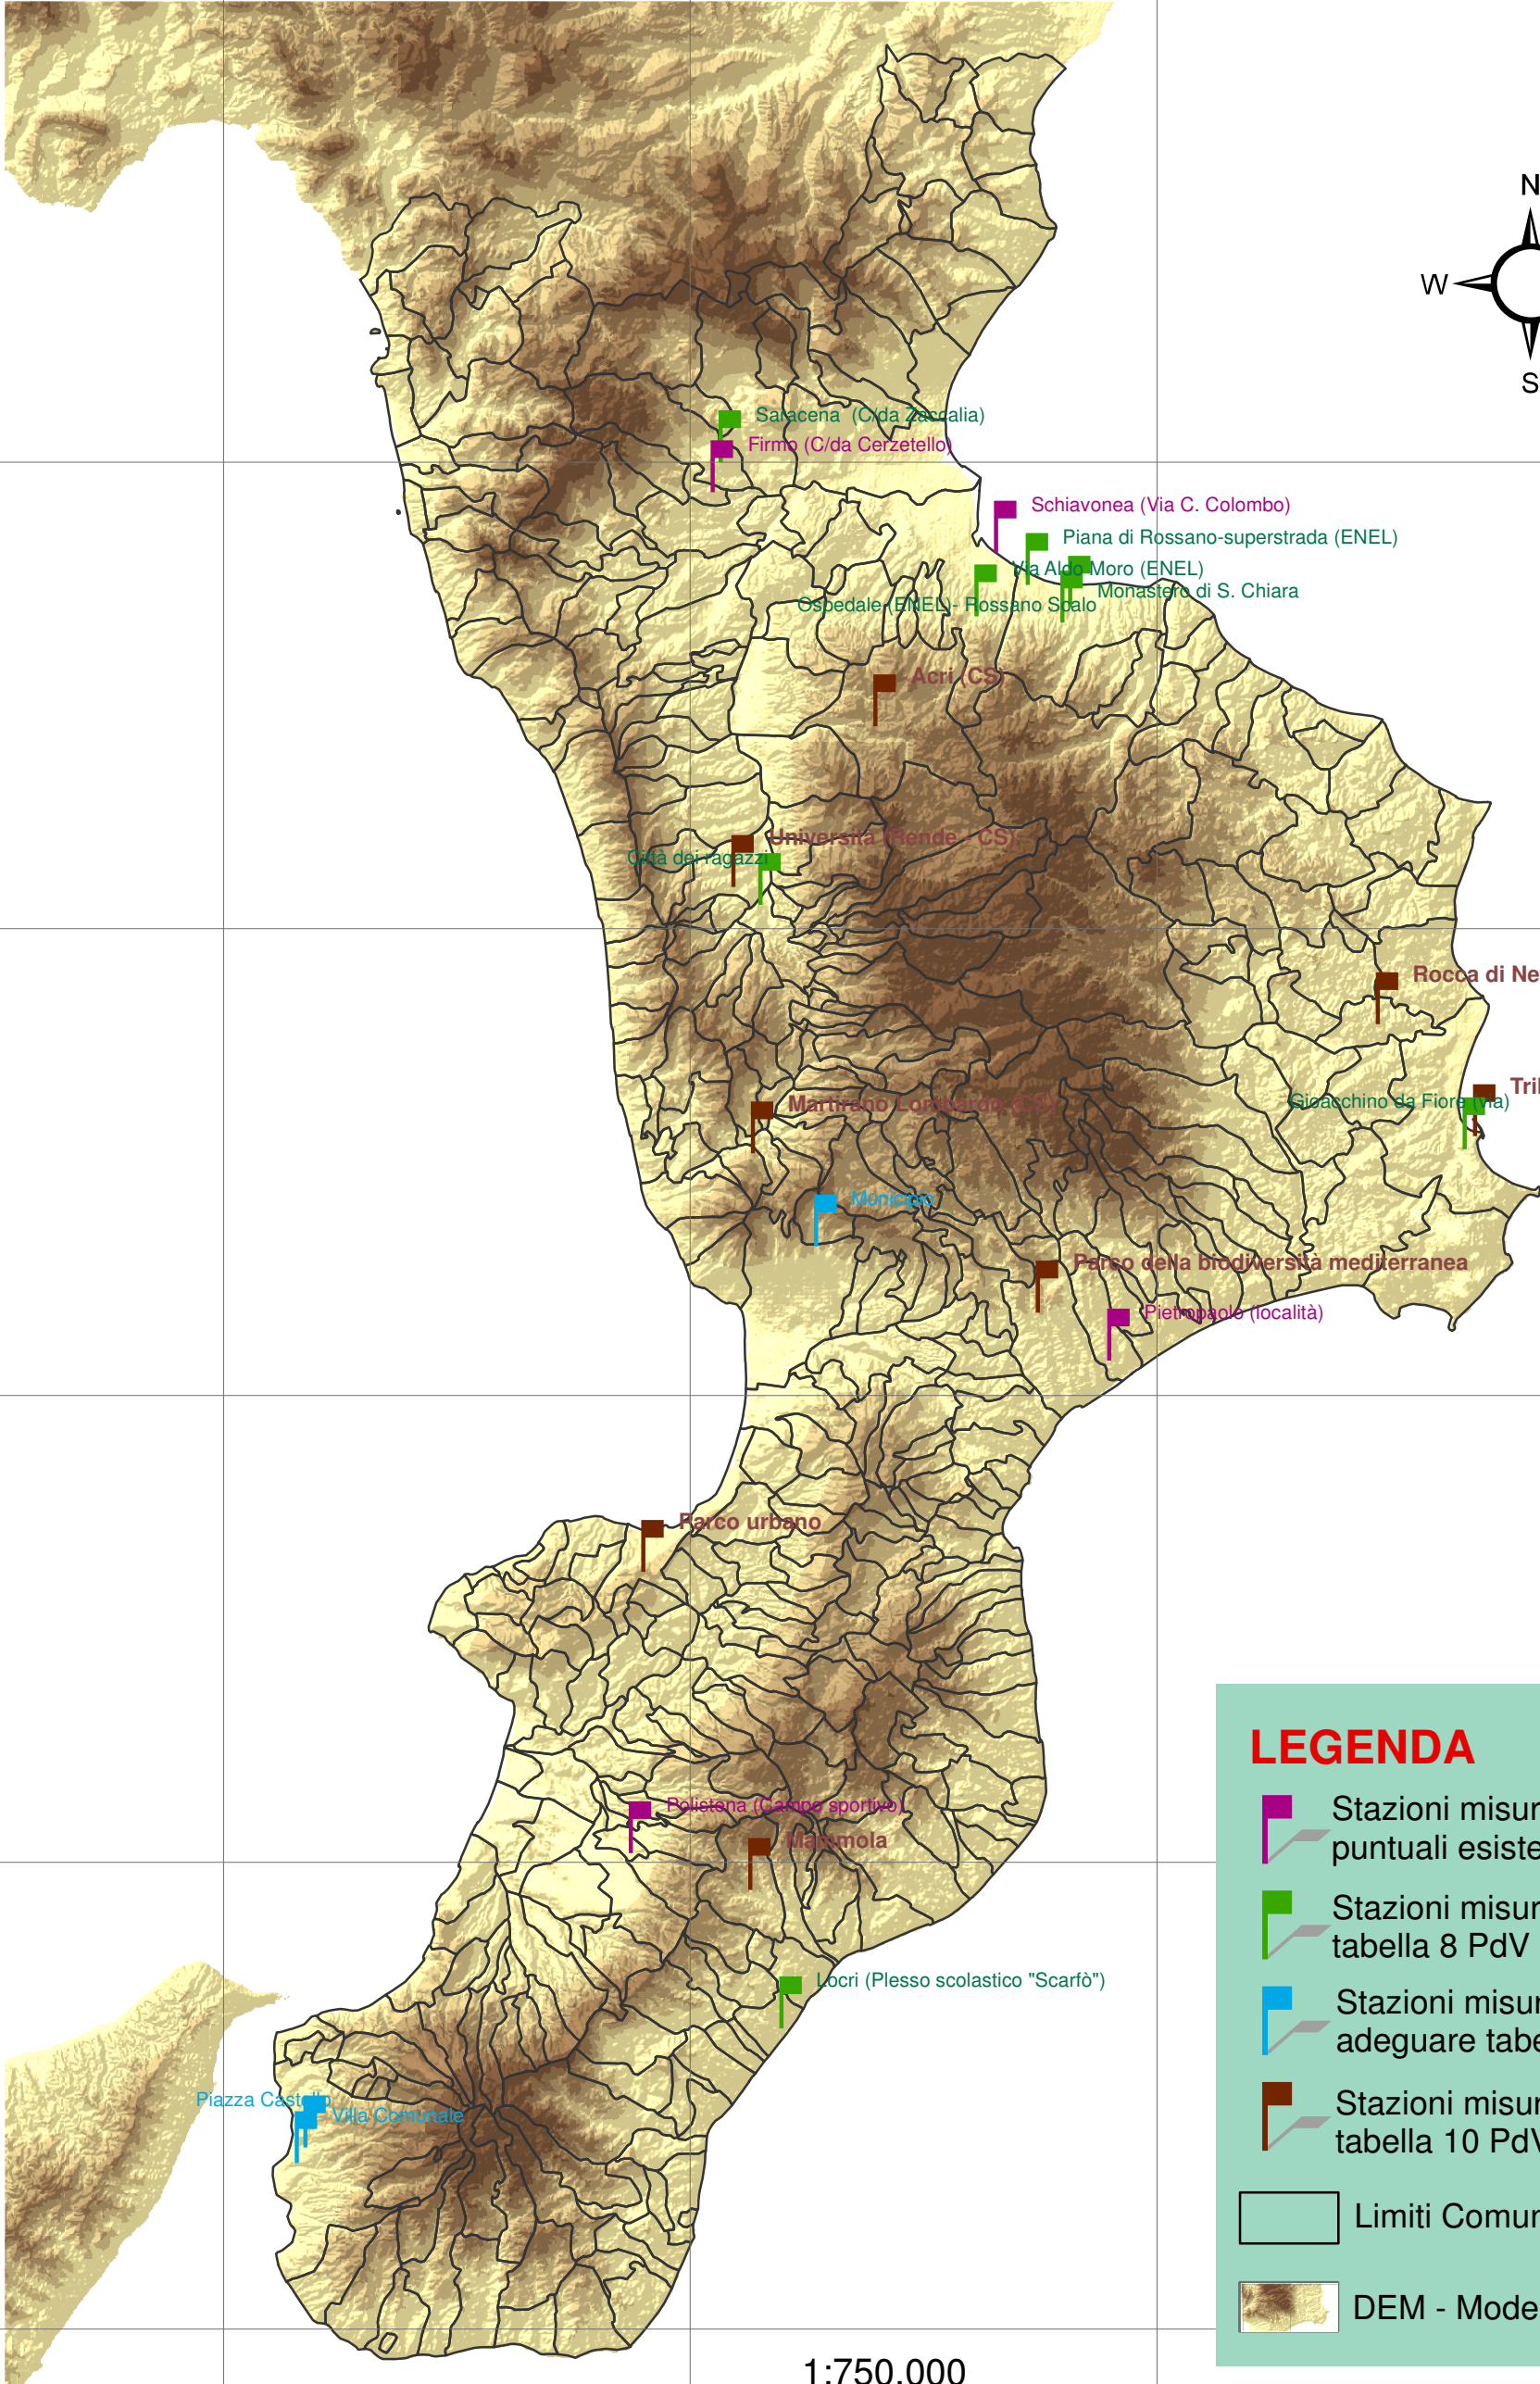 N
W
S
Saracena (C/da Zaccalia)
Firmo (C/da Cerzetello)
Schiavonea (Via C. Colombo)
Piana di Rossano-superstrada (ENEL)
Via Aldo Moro (ENEL)
Monastero di S. Chiara
Ospedale (ENEL)- Rossano Scalo
Acri (CS)
Università (Rende - CS)
Città dei ragazzi
Rocca di Ne
Tri
Gioacchino da Fiore (via)
Martirano Lombardo (CS)
Municipio
Parco della biodiversità mediterranea
Pietropaolo (località)
Parco urbano
Polistena (Campo sportivo)
Mammola
Locri (Plesso scolastico "Scarfò")
Piazza Castello
Villa Comunale
LEGENDA
Stazioni misur
puntuali esiste
Stazioni misur
tabella 8 PdV
Stazioni misur
adeguare tabe
Stazioni misur
tabella 10 PdV
Limiti Comun
DEM - Mode
1:750.000